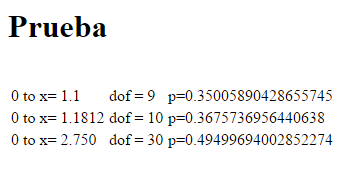 Prueba
0 to x= 1.1 dof = 9 p=0.35005890428655745
0 to x= 1.1812 dof = 10 p=0.3675736956440638
0 to x= 2.750 dof = 30 p=0.49499694002852274